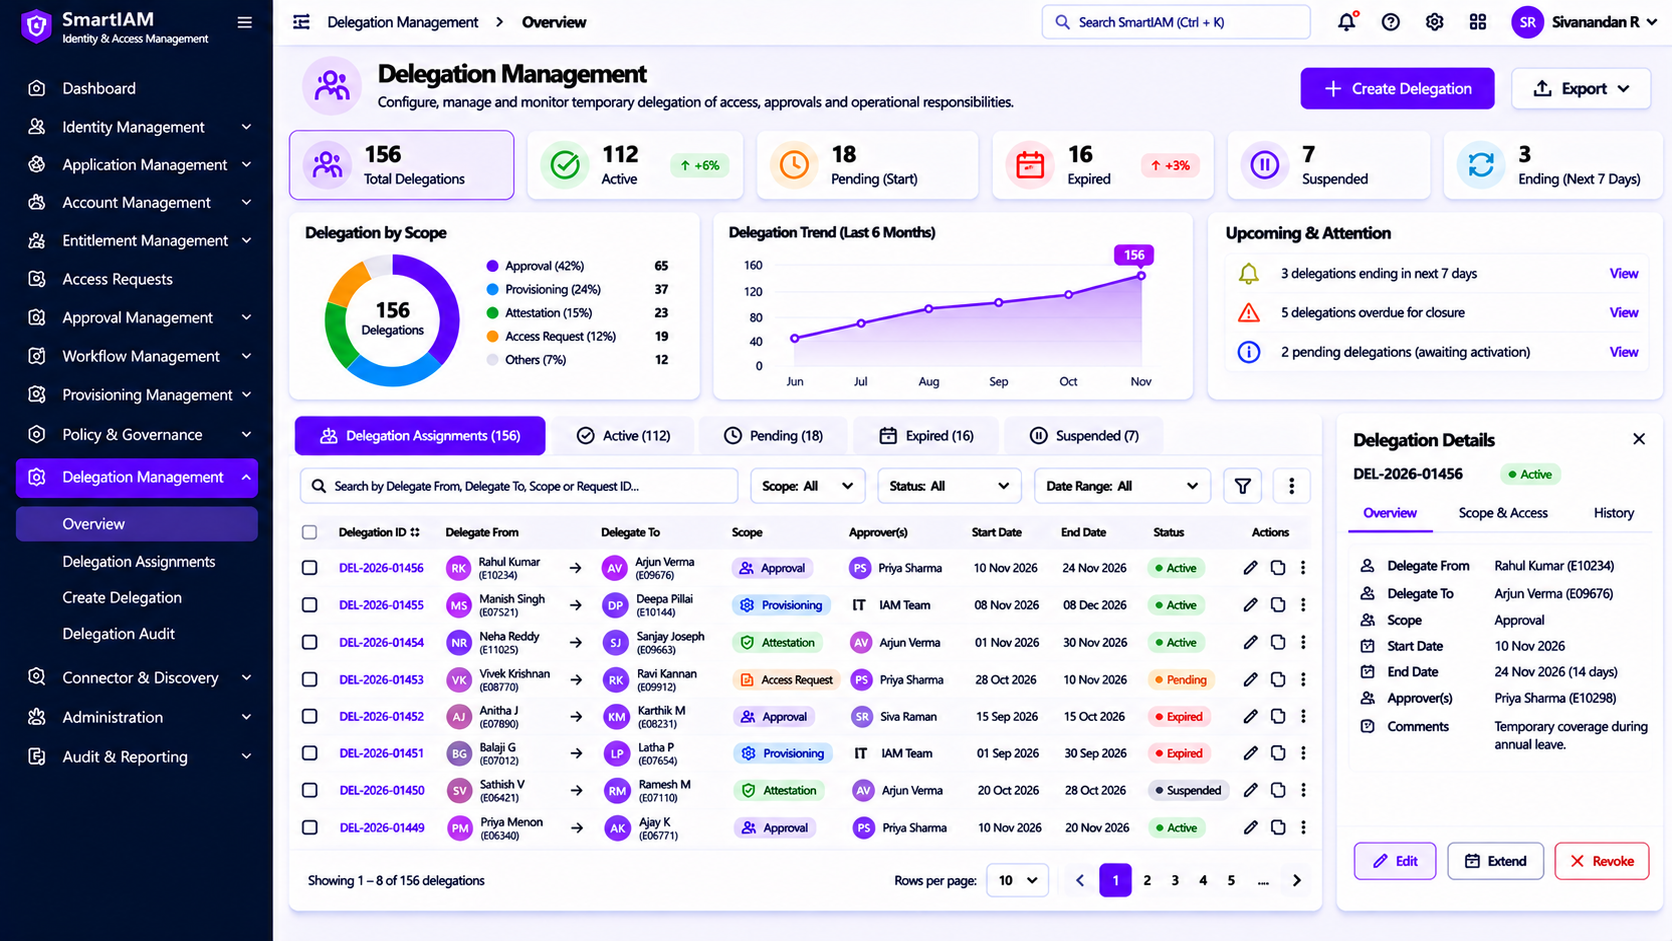 SmartIAM
Identity & Access Management
Dashboard
Identity Management
Application Management
Account Management
Entitlement Management
Access Requests
Approval Management
Workflow Management
Provisioning Management
Policy & Governance
Delegation Management
Overview
Delegation Assignments
Create Delegation
Delegation Audit
Connector & Discovery
Administration
Audit & Reporting
Delegation Management > Overview
Search SmartIAM (Ctrl + K)
SR Sivanandan R
Delegation Management
Configure, manage and monitor temporary delegation of access, approvals and operational responsibilities.
+ Create Delegation
Export
156
Total Delegations
112
Active
↑ +6%
18
Pending (Start)
16
Expired
↑ +3%
7
Suspended
3
Ending (Next 7 Days)
Delegation by Scope
156
Delegations
Approval (42%) 65
Provisioning (24%) 37
Attestation (15%) 23
Access Request (12%) 19
Others (7%) 12
Delegation Trend (Last 6 Months)
156
160
120
80
40
0
Jun Jul Aug Sep Oct Nov
Upcoming & Attention
3 delegations ending in next 7 days View
5 delegations overdue for closure View
2 pending delegations (awaiting activation) View
Delegation Assignments (156)
Active (112)
Pending (18)
Expired (16)
Suspended (7)
Search by Delegate From, Delegate To, Scope or Request ID...
Scope: All
Status: All
Date Range: All
Delegation ID Delegate From Delegate To Scope Approver(s) Start Date End Date Status Actions
DEL-2026-01456 RK Rahul Kumar (E10234) → AV Arjun Verma (E09676) Approval PS Priya Sharma 10 Nov 2026 24 Nov 2026 Active
DEL-2026-01455 MS Manish Singh (E07521) → DP Deepa Pillai (E10144) Provisioning IT IAM Team 08 Nov 2026 08 Dec 2026 Active
DEL-2026-01454 NR Neha Reddy (E11025) → SJ Sanjay Joseph (E09663) Attestation AV Arjun Verma 01 Nov 2026 30 Nov 2026 Active
DEL-2026-01453 VK Vivek Krishnan (E08770) → RK Ravi Kannan (E09912) Access Request PS Priya Sharma 28 Oct 2026 10 Nov 2026 Pending
DEL-2026-01452 AJ Anitha J (E07890) → KM Karthik M (E08231) Approval SR Siva Raman 15 Sep 2026 15 Oct 2026 Expired
DEL-2026-01451 BG Balaji G (E07012) → LP Latha P (E07654) Provisioning IT IAM Team 01 Sep 2026 30 Sep 2026 Expired
DEL-2026-01450 SV Sathish V (E06421) → RM Ramesh M (E07110) Attestation AV Arjun Verma 20 Oct 2026 28 Oct 2026 Suspended
DEL-2026-01449 PM Priya Menon (E06340) → AK Ajay K (E06771) Approval PS Priya Sharma 10 Nov 2026 20 Nov 2026 Active
Showing 1 – 8 of 156 delegations
Rows per page: 10
< 1 2 3 4 5 .... >
Delegation Details
DEL-2026-01456 Active
Overview Scope & Access History
Delegate From Rahul Kumar (E10234)
Delegate To Arjun Verma (E09676)
Scope Approval
Start Date 10 Nov 2026
End Date 24 Nov 2026 (14 days)
Approver(s) Priya Sharma (E10298)
Comments Temporary coverage during
annual leave.
Edit
Extend
Revoke